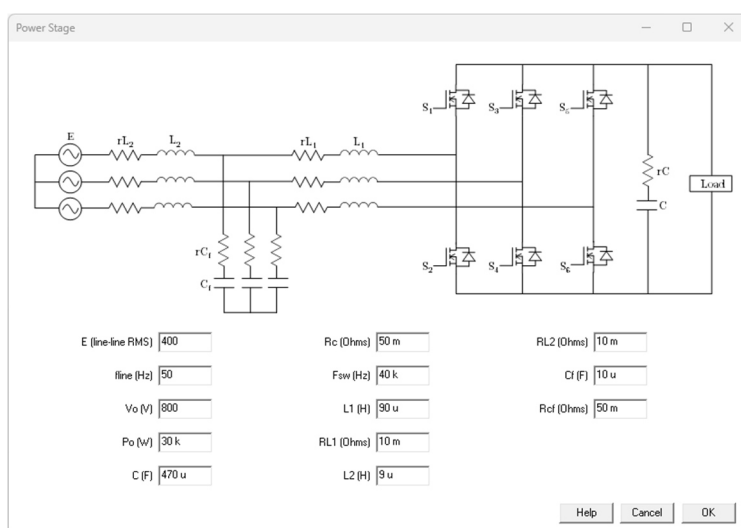 Power Stage
E
rL2
L2
rL1
L1
S1
S3
S5
rC
C
Load
rCf
Cf
S2
S4
S6
E (line-line RMS) 400
fline (Hz) 50
Vo (V) 800
Po (W) 30 k
C (F) 470 u
Rc (Ohms) 50 m
Fsw (Hz) 40 k
L1 (H) 90 u
RL1 (Ohms) 10 m
L2 (H) 9 u
RL2 (Ohms) 10 m
Cf (F) 10 u
Rcf (Ohms) 50 m
Help
Cancel
OK